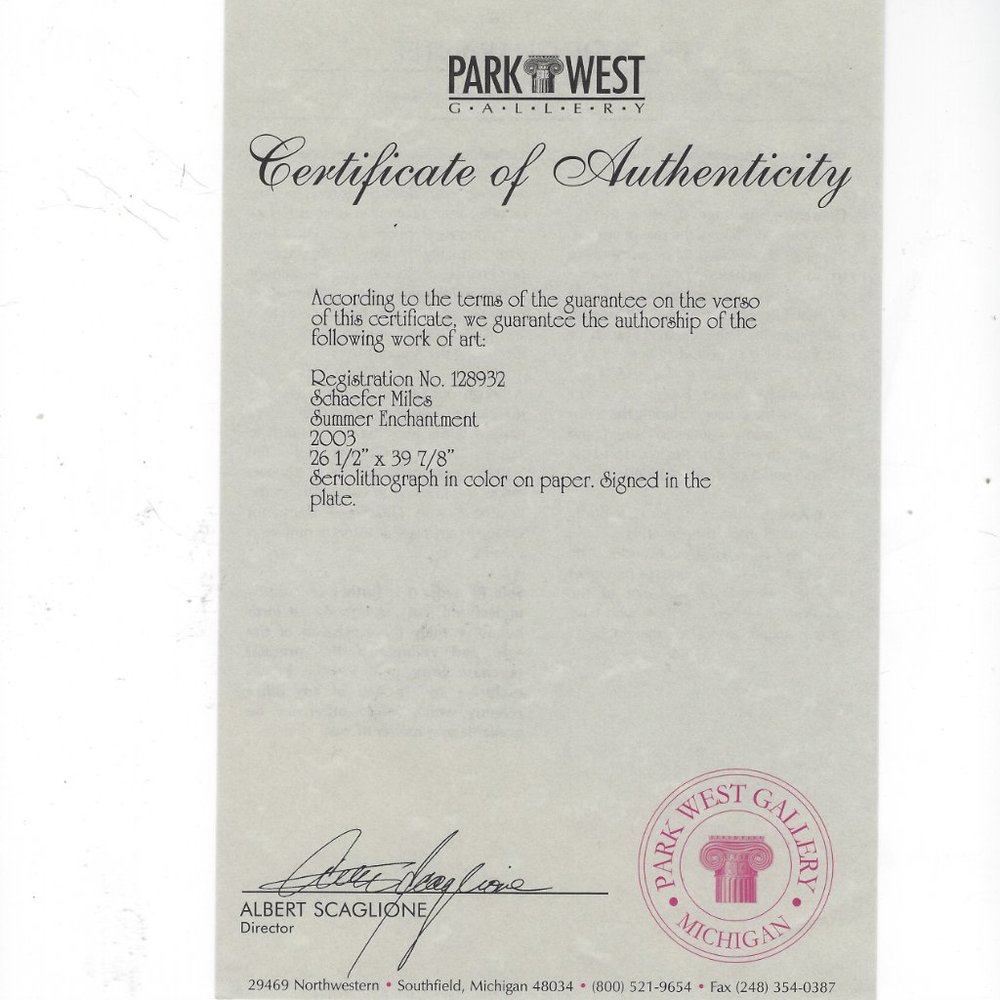 PARK WEST
G·A·L·L·E·R·Y
Certificate of Authenticity
According to the terms of the guarantee on the verso
of this certificate, we guarantee the authorship of the
following work of art:
Registration No. 128932
Schaefer Miles
Summer Enchantment
2003
26 1/2" x 39 7/8"
Seriolithograph in color on paper. Signed in the
plate.
PARK WEST GALLERY
• MICHIGAN •
ALBERT SCAGLIONE
Director
29469 Northwestern • Southfield, Michigan 48034 • (800) 521-9654 • Fax (248) 354-0387